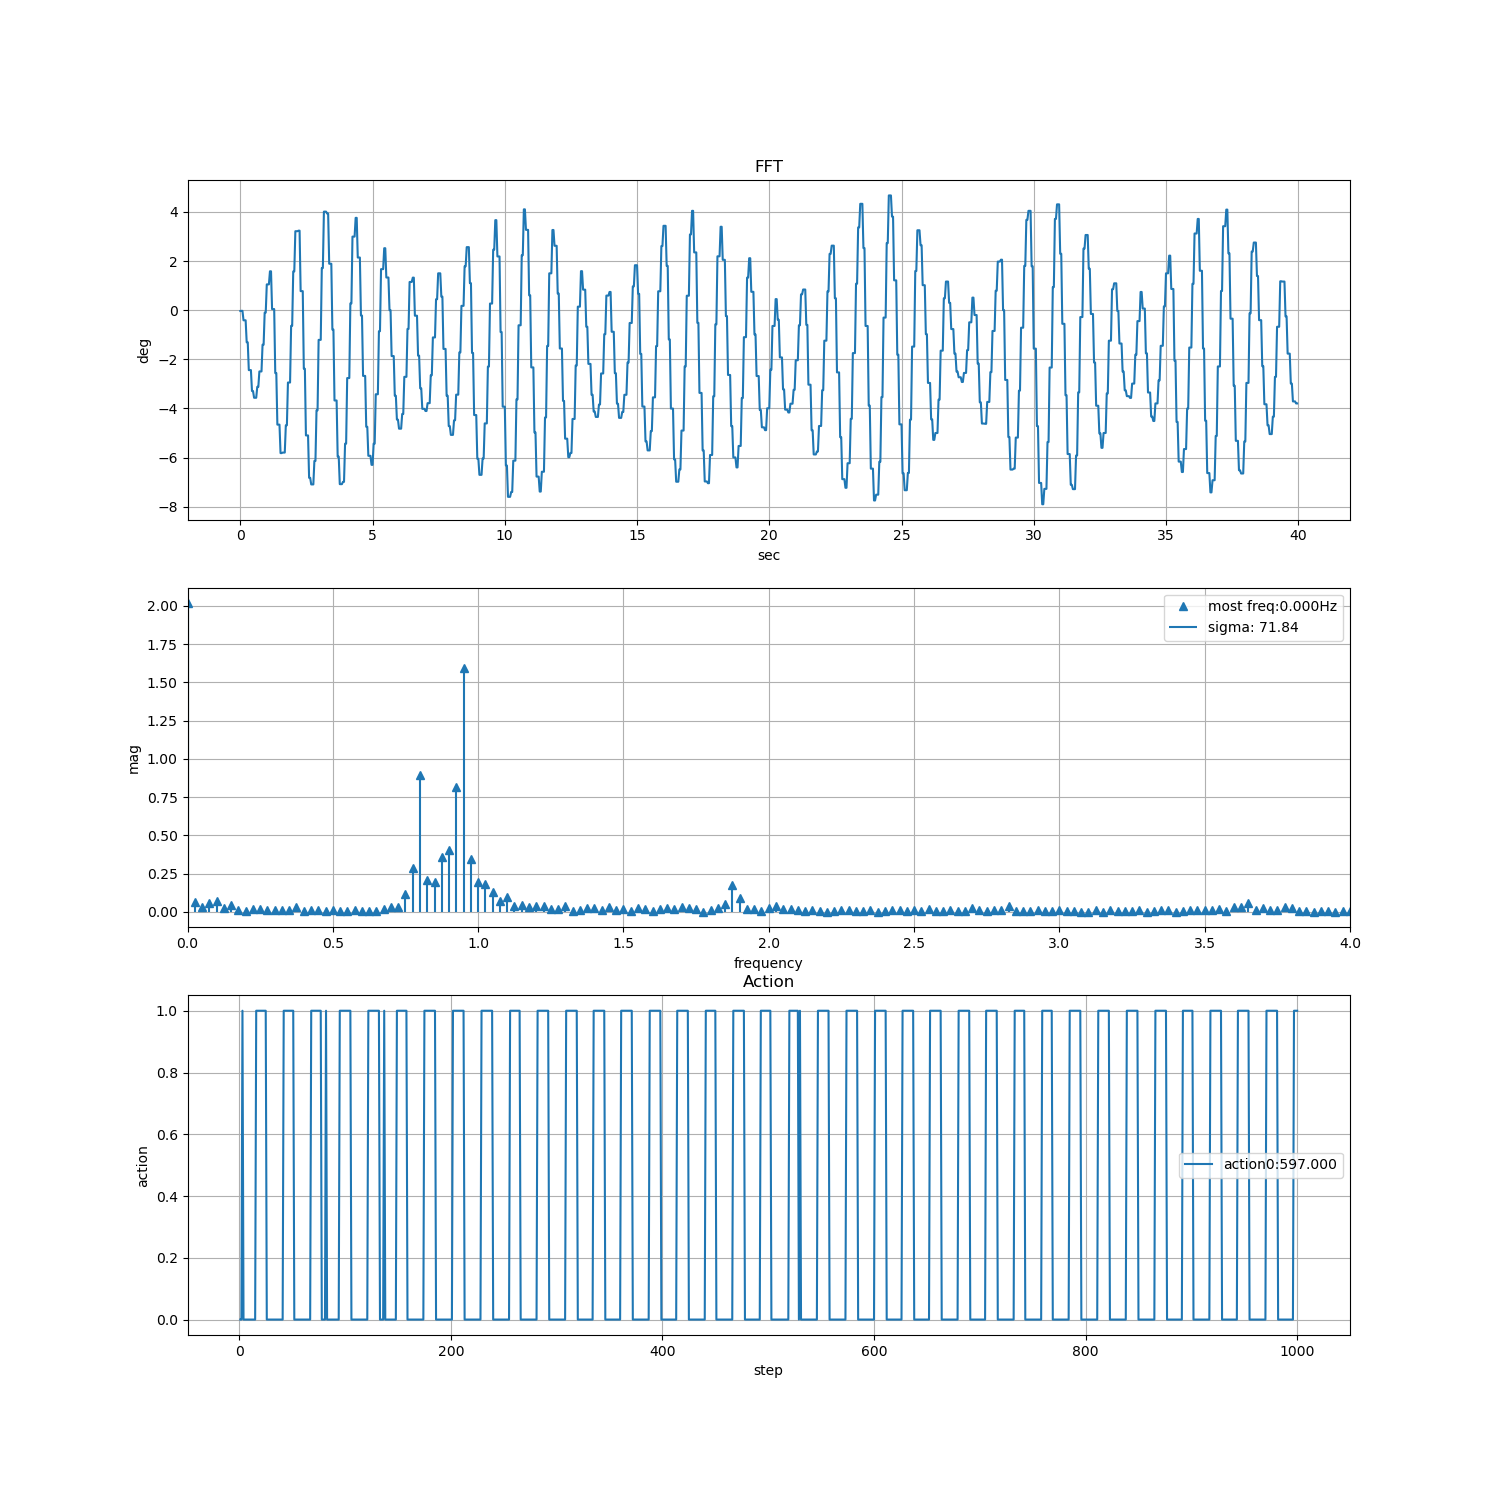 FFT
4
2
0
−2
−4
−6
−8
deg
0 5 10 15 20 25 30 35 40
sec
2.00
1.75
1.50
1.25
1.00
0.75
0.50
0.25
0.00
mag
most freq:0.000Hz
sigma: 71.84
0.0 0.5 1.0 1.5 2.0 2.5 3.0 3.5 4.0
frequency
Action
1.0
0.8
0.6
0.4
0.2
0.0
action
action0:597.000
0 200 400 600 800 1000
step